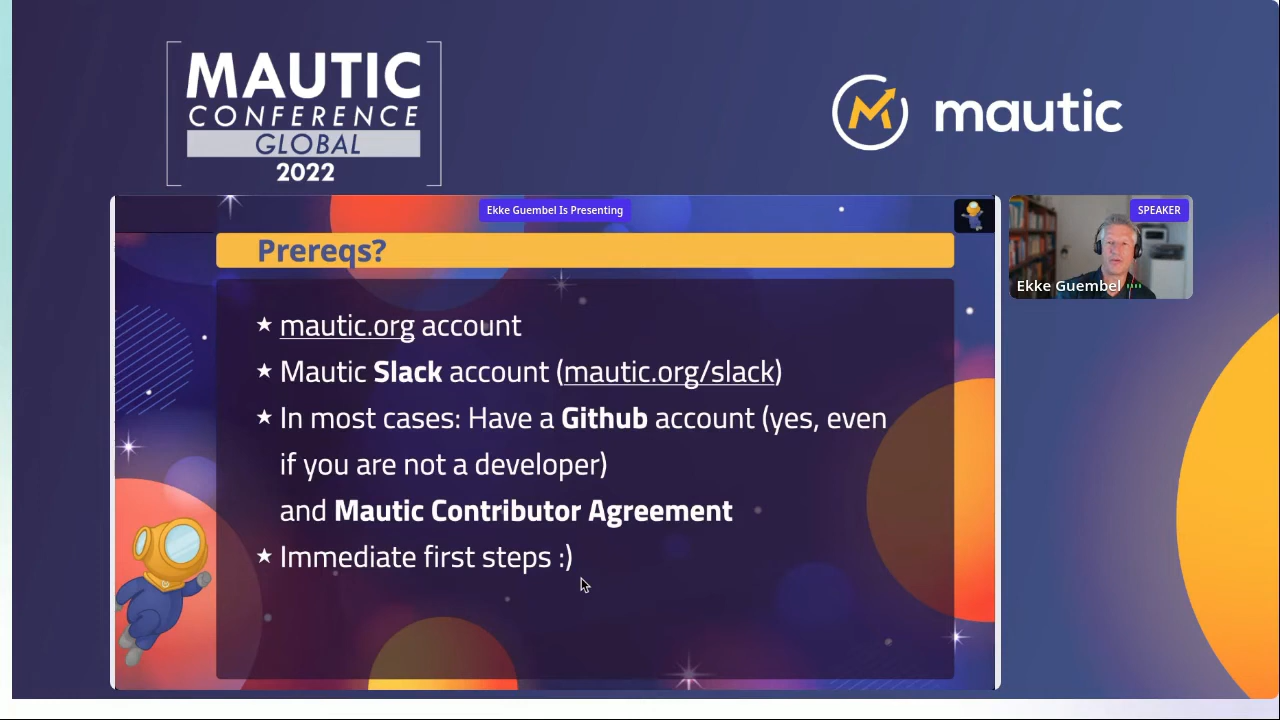 MAUTIC
CONFERENCE
GLOBAL
2022
mautic
Ekke Guembel Is Presenting
SPEAKER
Ekke Guembel
Prereqs?
★ mautic.org account
★ Mautic Slack account (mautic.org/slack)
★ In most cases: Have a Github account (yes, even
if you are not a developer)
and Mautic Contributor Agreement
★ Immediate first steps :)